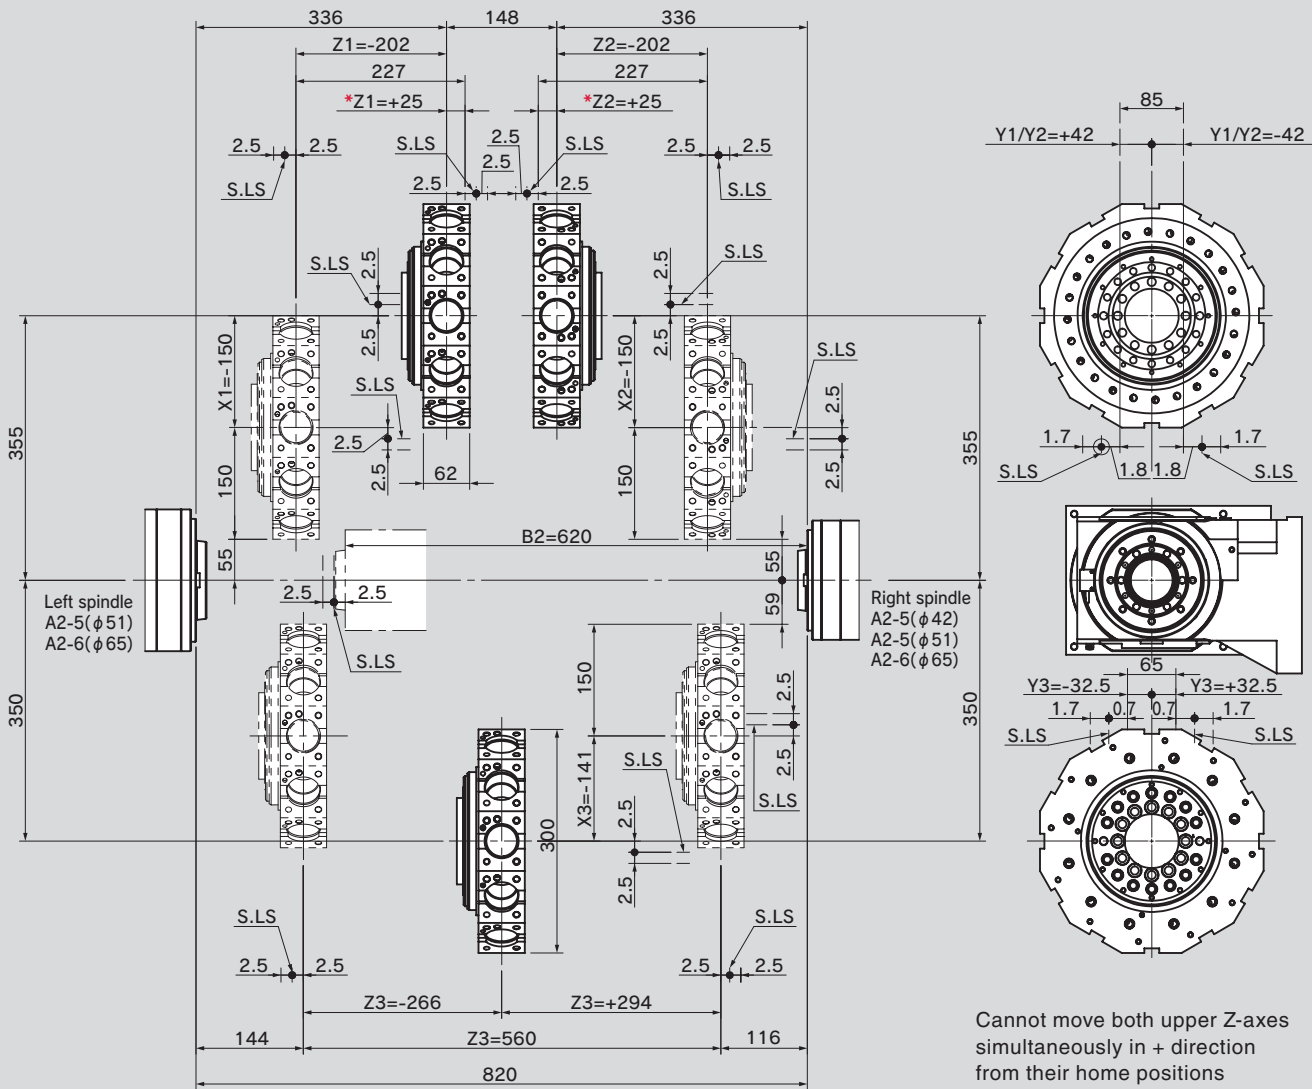 336 148 336
Z1=-202 Z2=-202
227 227
*Z1=+25 *Z2=+25
85
Y1/Y2=+42 Y1/Y2=-42
2.5 2.5 S.LS 2.5 S.LS 2.5 2.5
2.5
S.LS 2.5 2.5 S.LS
S.LS 2.5 2.5 S.LS
2.5 2.5
X1=-150 X2=-150
S.LS S.LS
2.5
2.5 2.5 2.5
355 355
62
150 150
1.7 1.7
S.LS 1.8 1.8 S.LS
B2=620
55 55
2.5 2.5
59
Left spindle
A2-5(φ51)
A2-6(φ65)
Right spindle
A2-5(φ42)
A2-5(φ51)
A2-6(φ65)
S.LS
65
Y3=-32.5 Y3=+32.5
1.7 0.7 0.7 1.7
S.LS S.LS
350 350
150 2.5
2.5
S.LS S.LS
X3=-141
2.5
300
2.5
S.LS S.LS
2.5 2.5 2.5 2.5
Z3=-266 Z3=+294
144 Z3=560 116
820
Cannot move both upper Z-axes
simultaneously in + direction
from their home positions